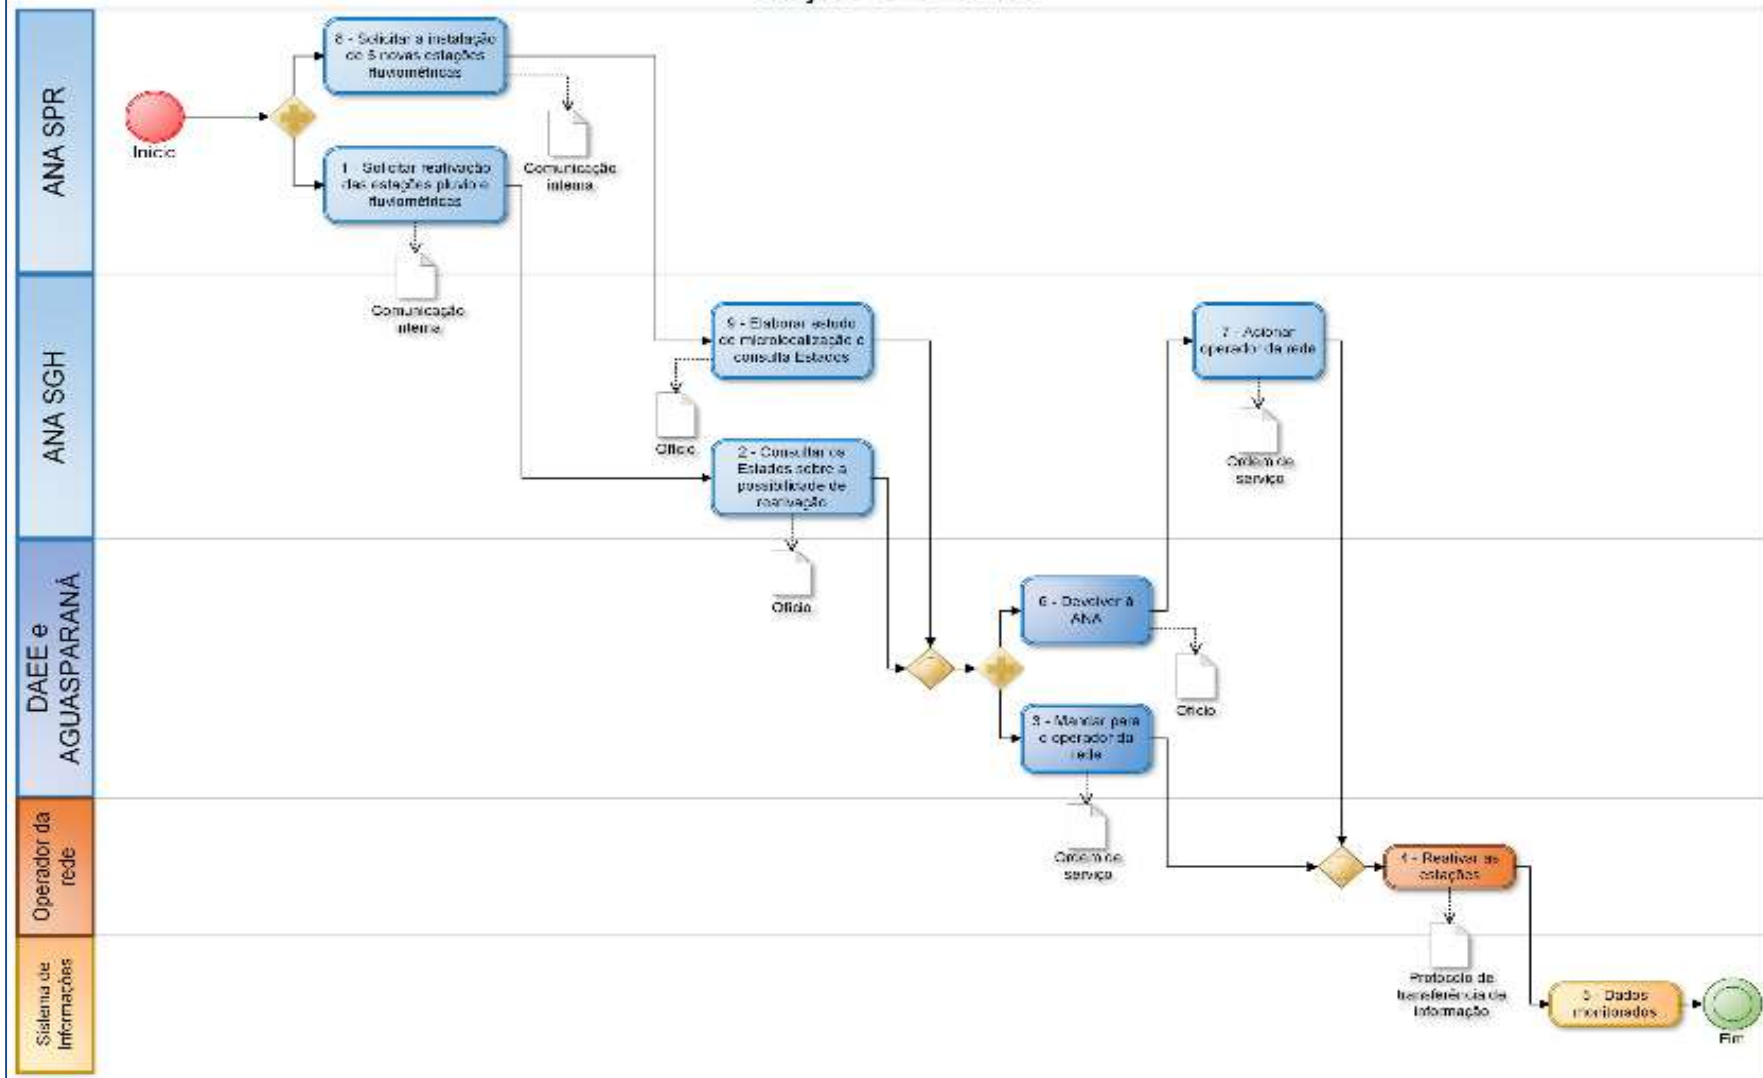 ANA SPR
Início
8 - Solicitar a instalação
de 5 novas estações
fluviométricas
Comunicação
interna
1 - Solicitar reativação
das estações pluvio e
fluviométricas
Comunicação
interna
ANA SGH
9 - Elaborar estudo
de microlocalização e
consulta Estados
Ofício
2 - Consultar os
Estados sobre a
possibilidade de
reativação
Ofício
7 - Acionar
operador da rede
Ordem de
serviço
DAEE e
AGUASPARANÁ
6 - Devolver à
ANA
Ofício
3 - Mandar para
o operador da
rede
Ordem de
serviço
Operador da
rede
4 - Reativar as
estações
Protocolo de
transferência de
informação
Sistema de
Informações
5 - Dados
monitorados
Fim